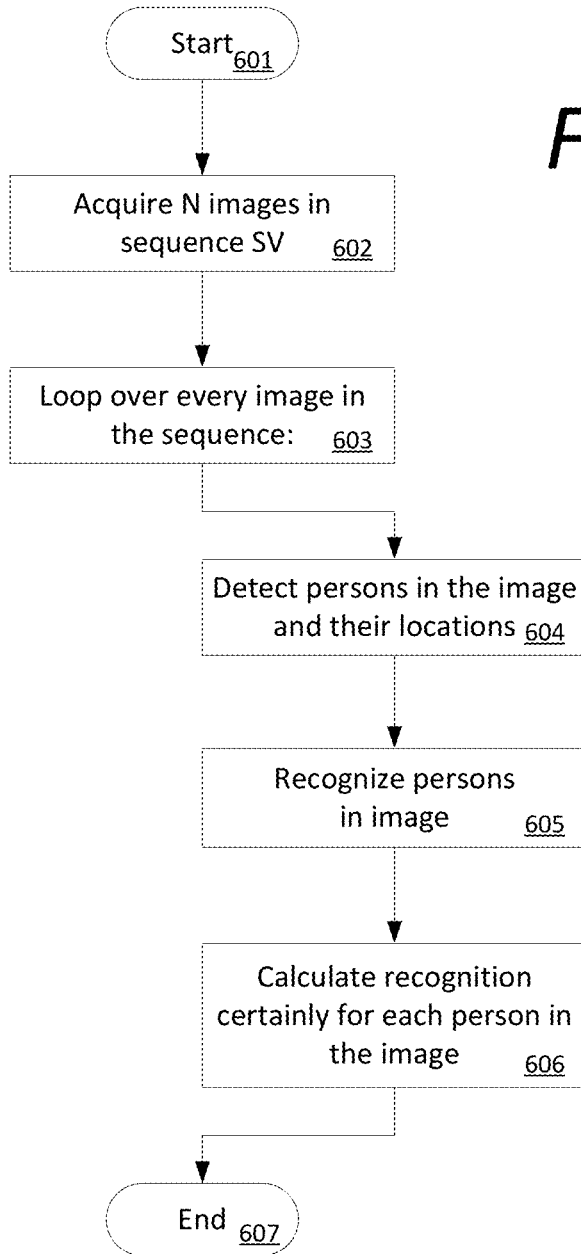 Start 601
F
Acquire N images in
sequence SV 602
Loop over every image in
the sequence: 603
Detect persons in the image
and their locations 604
Recognize persons
in image 605
Calculate recognition
certainly for each person in
the image 606
End 607